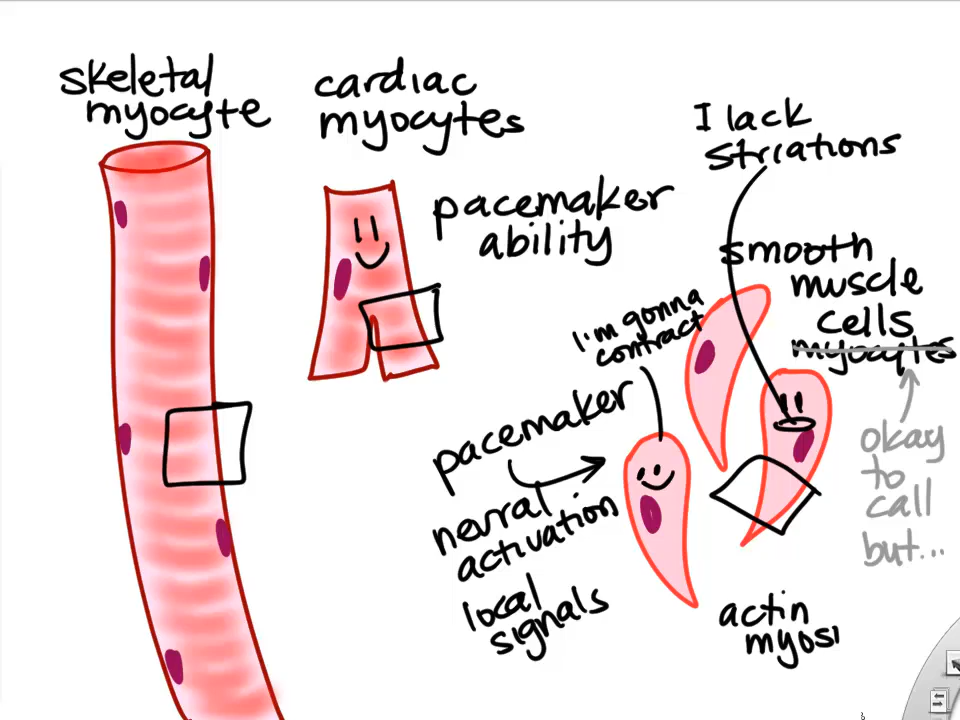 skeletal
myocyte
cardiac
myocytes
pacemaker
ability
I lack
striations
smooth
muscle
cells
myocytes
okay
to
call
but...
I'm gonna
contract
pacemaker
neural
activation
local
signals
actin
myosi